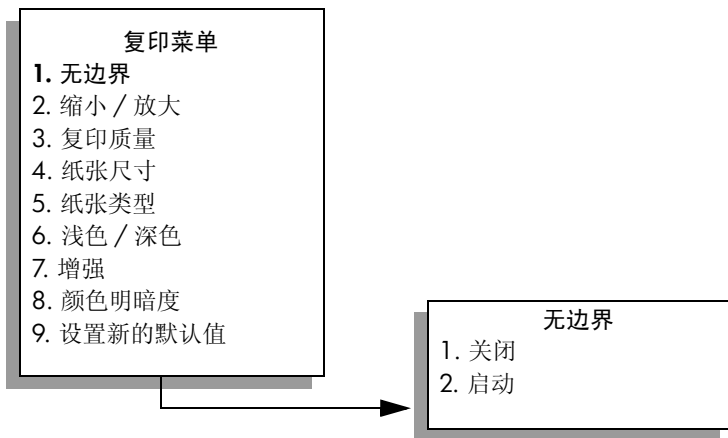 复印菜单
1. 无边界
2. 缩小 / 放大
3. 复印质量
4. 纸张尺寸
5. 纸张类型
6. 浅色 / 深色
7. 增强
8. 颜色明暗度
9. 设置新的默认值
无边界
1. 关闭
2. 启动